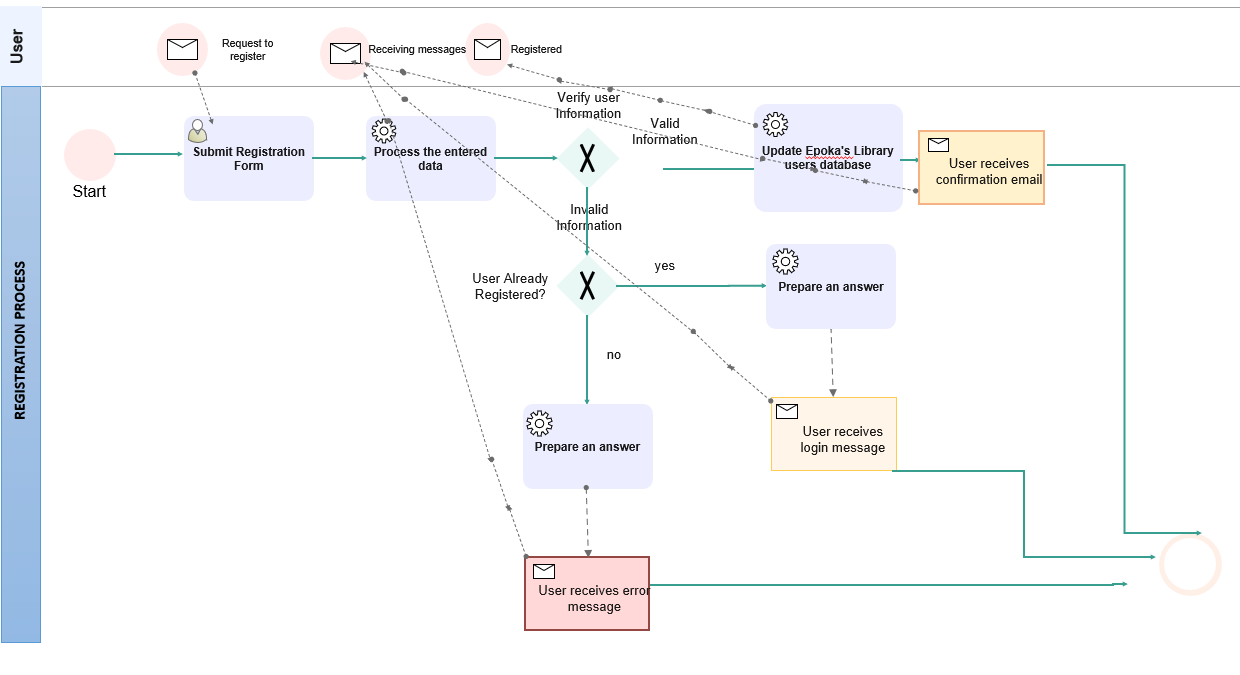 User
Request to
register
Receiving messages
Registered
REGISTRATION PROCESS
Start
Submit Registration
Form
Process the entered
data
Verify user
Information
Valid
Information
Update Epoka's Library
users database
User receives
confirmation email
Invalid
Information
User Already
Registered?
yes
Prepare an answer
no
User receives
login message
Prepare an answer
User receives error
message